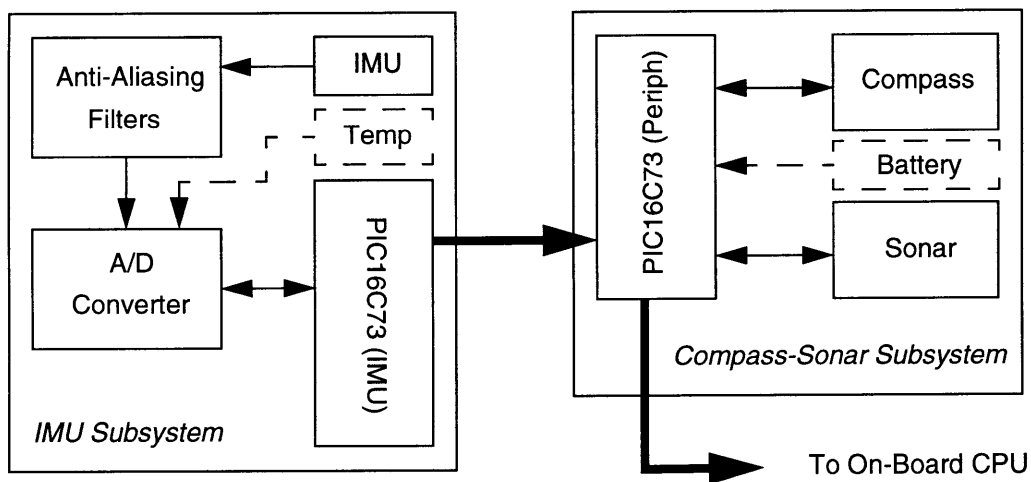 Anti-Aliasing
Filters
IMU
Temp
A/D
Converter
PIC16C73 (IMU)
IMU Subsystem
PIC16C73 (Periph)
Compass
Battery
Sonar
Compass-Sonar Subsystem
To On-Board CPU